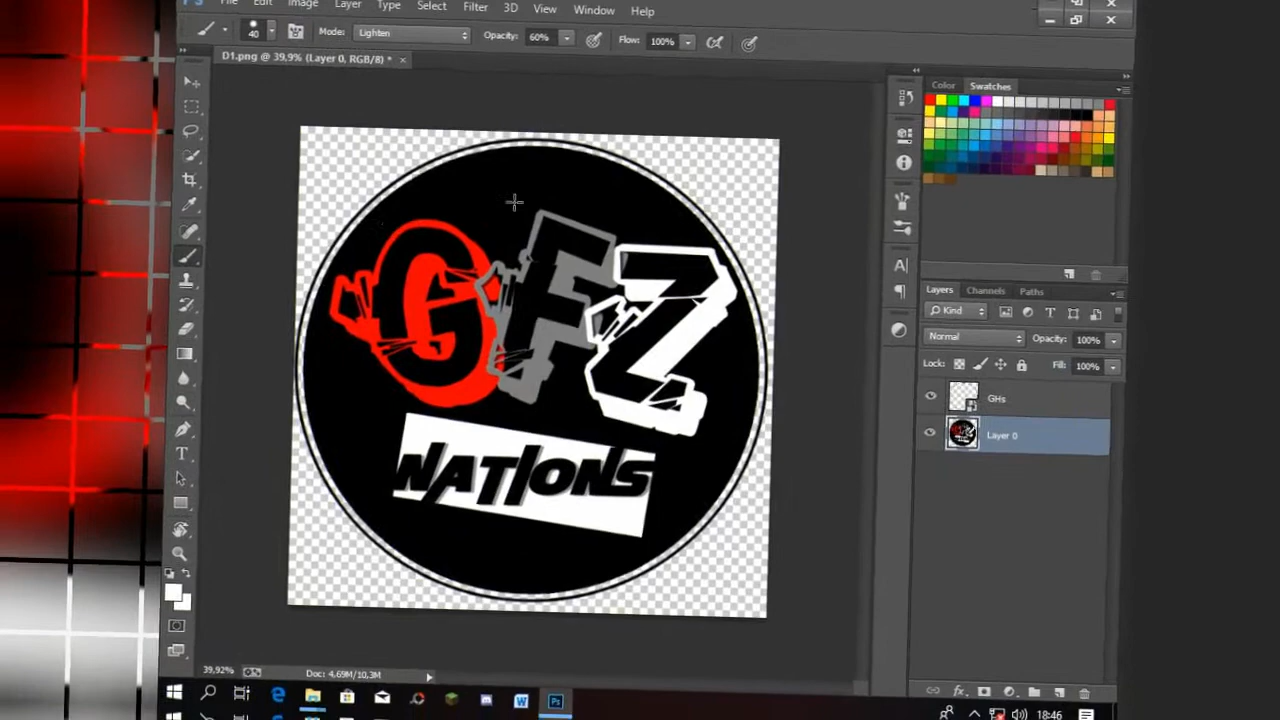 File Edit Image Layer Type Select Filter 3D View Window Help
40 Mode: Lighten Opacity: 60% Flow: 100%
D1.png @ 39,9% (Layer 0, RGB/8) *
Color Swatches
GFZ
NATIONS
Layers Channels Paths
Kind
Normal Opacity: 100%
Lock: Fill: 100%
GHs
Layer 0
39,92% Doc: 4,69M/10,3M
18:46